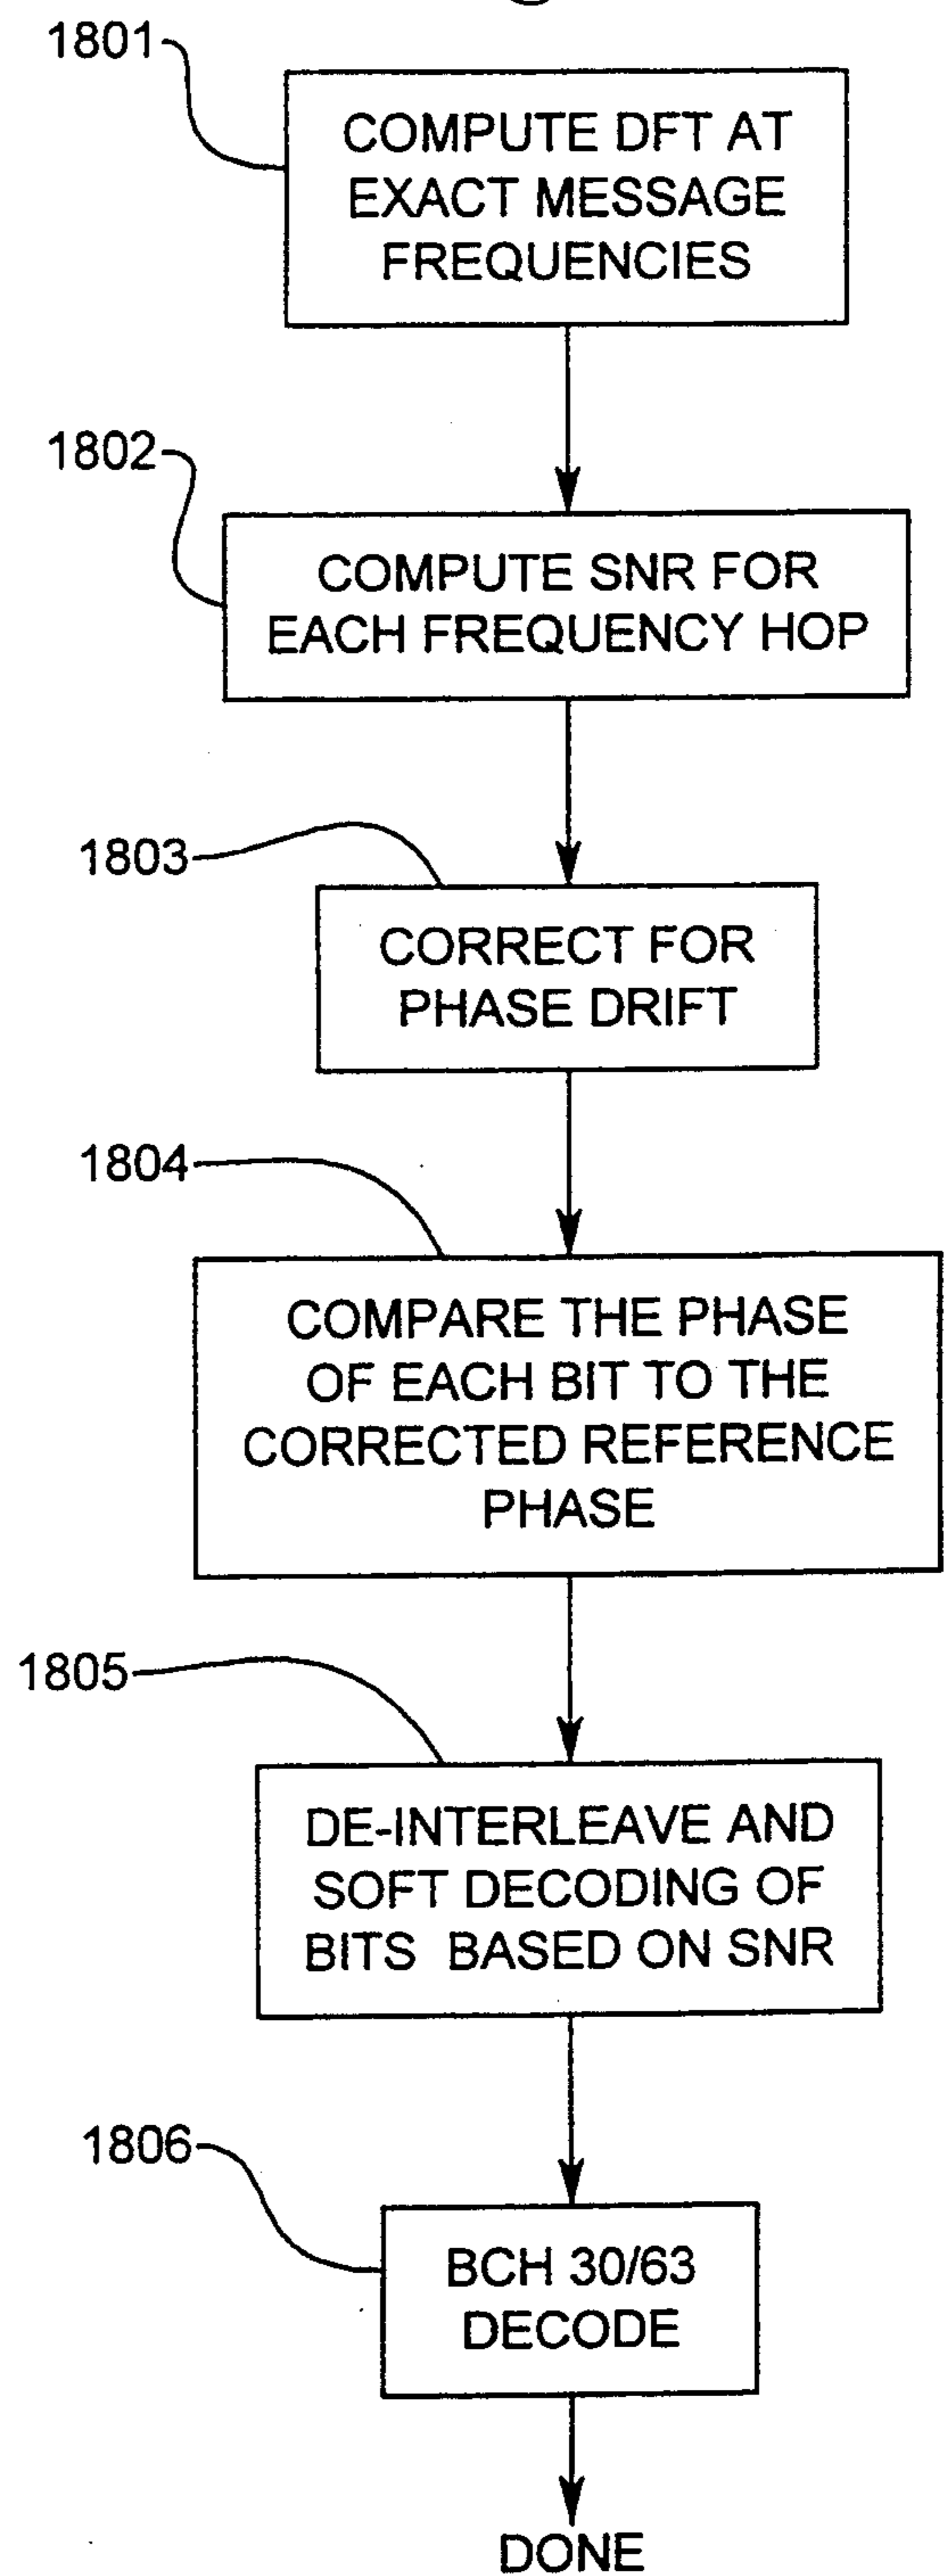 1801
COMPUTE DFT AT
EXACT MESSAGE
FREQUENCIES
1802
COMPUTE SNR FOR
EACH FREQUENCY HOP
1803
CORRECT FOR
PHASE DRIFT
1804
COMPARE THE PHASE
OF EACH BIT TO THE
CORRECTED REFERENCE
PHASE
1805
DE-INTERLEAVE AND
SOFT DECODING OF
BITS BASED ON SNR
1806
BCH 30/63
DECODE
DONE